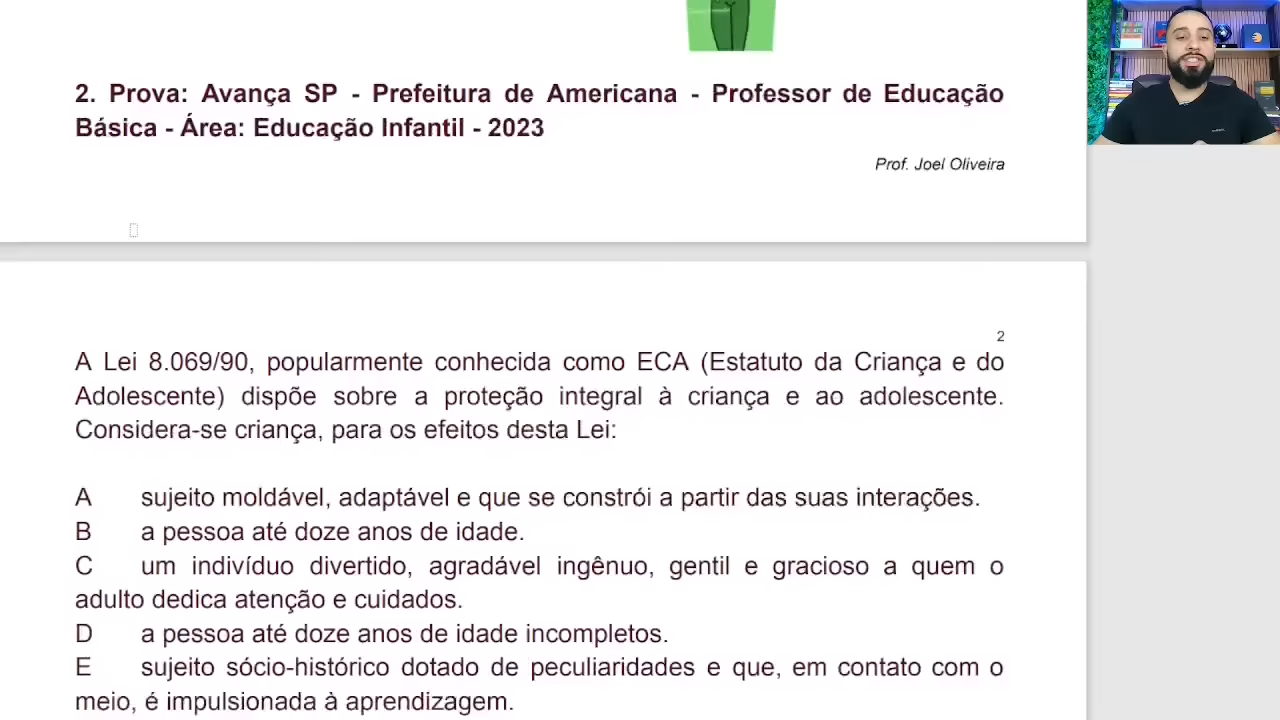 2. Prova: Avança SP - Prefeitura de Americana - Professor de Educação
Básica - Área: Educação Infantil - 2023
Prof. Joel Oliveira
2
A Lei 8.069/90, popularmente conhecida como ECA (Estatuto da Criança e do
Adolescente) dispõe sobre a proteção integral à criança e ao adolescente.
Considera-se criança, para os efeitos desta Lei:
A sujeito moldável, adaptável e que se constrói a partir das suas interações.
B a pessoa até doze anos de idade.
C um indivíduo divertido, agradável ingênuo, gentil e gracioso a quem o
adulto dedica atenção e cuidados.
D a pessoa até doze anos de idade incompletos.
E sujeito sócio-histórico dotado de peculiaridades e que, em contato com o
meio, é impulsionada à aprendizagem.